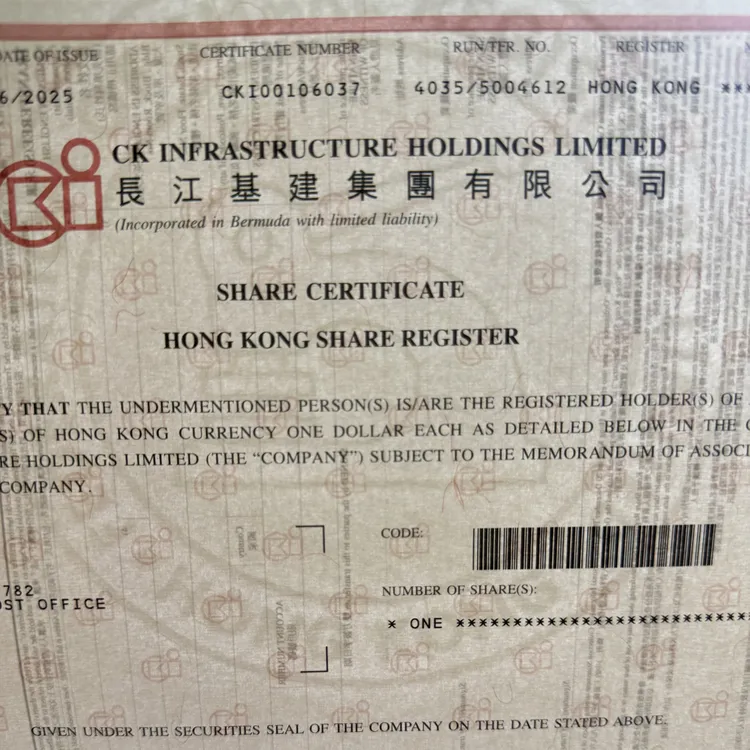 DATE OF ISSUE CERTIFICATE NUMBER RUN/TFR. NO. REGISTER
6/2025 CKI00106037 4035/5004612 HONG KONG **
CK INFRASTRUCTURE HOLDINGS LIMITED
長江基建集團有限公司
(Incorporated in Bermuda with limited liability)
SHARE CERTIFICATE
HONG KONG SHARE REGISTER
Y THAT THE UNDERMENTIONED PERSON(S) IS/ARE THE REGISTERED HOLDER(S) OF
S) OF HONG KONG CURRENCY ONE DOLLAR EACH AS DETAILED BELOW IN THE
RE HOLDINGS LIMITED (THE “COMPANY”) SUBJECT TO THE MEMORANDUM OF ASSOCI
COMPANY.
CODE:
782
OST OFFICE
NUMBER OF SHARE(S):
* ONE **************************
GIVEN UNDER THE SECURITIES SEAL OF THE COMPANY ON THE DATE STATED ABOVE.